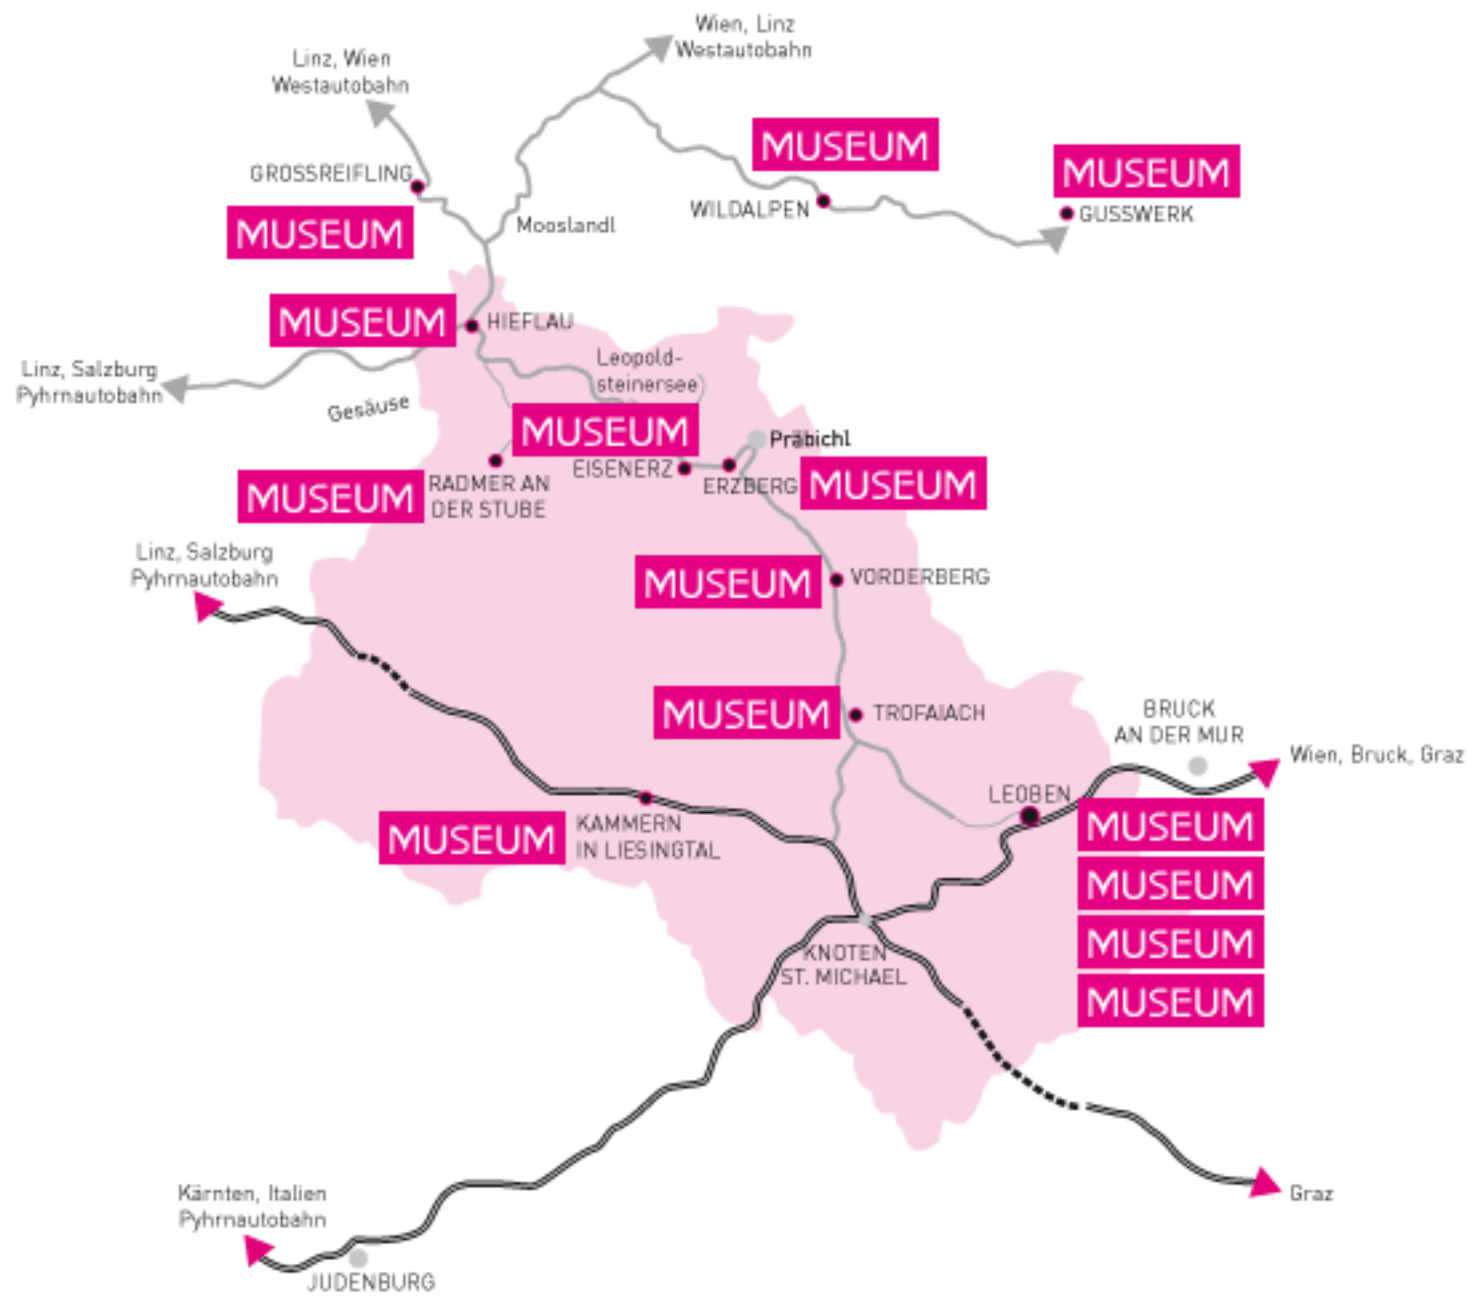 Wien, Linz
Westautobahn
Linz, Wien
Westautobahn
MUSEUM
MUSEUM
GROSSREIFLING
WILDALPEN
GUSSWERK
MUSEUM
Mooslandl
MUSEUM
HIEFLAU
Linz, Salzburg
Pyhrnautobahn
Gesäuse
Leopold-
steinersee)
MUSEUM
Präbichl
EISENERZ
ERZBERG
MUSEUM
MUSEUM
RADMER AN
DER STUBE
Linz, Salzburg
Pyhrnautobahn
MUSEUM
VORDERBERG
MUSEUM
TROFAIACH
BRUCK
AN DER MUR
Wien, Bruck, Graz
LEOBEN
MUSEUM
MUSEUM
MUSEUM
MUSEUM
MUSEUM
KAMMERN
IN LIESINGTAL
KNOTEN
ST. MICHAEL
Kärnten, Italien
Pyhrnautobahn
JUDENBURG
Graz